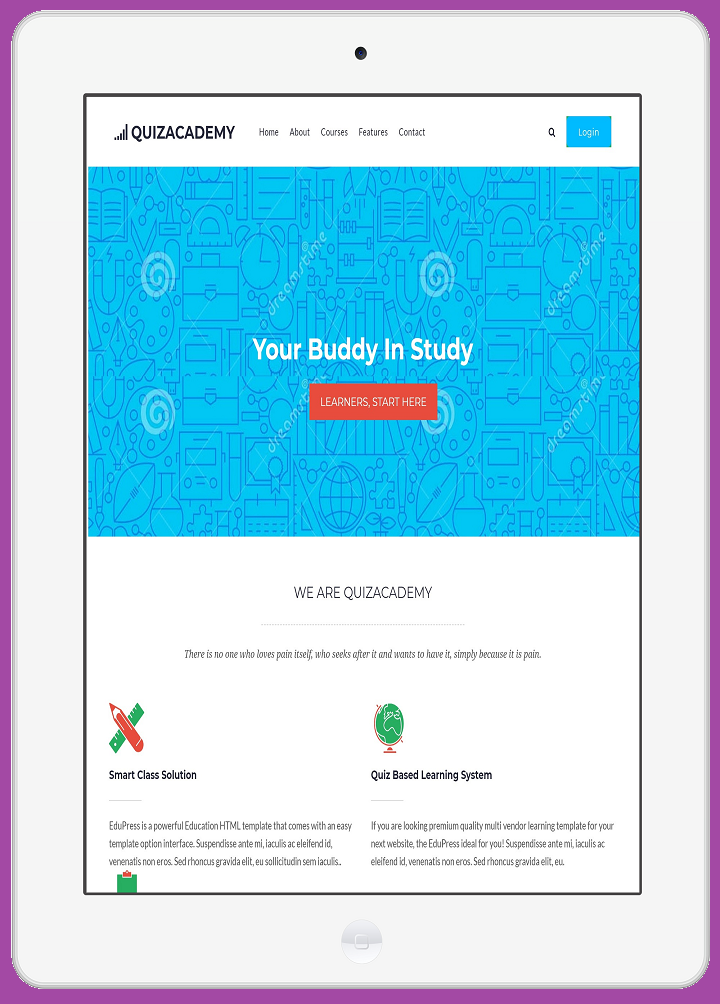 QUIZACADEMY
Home About Courses Features Contact
Login
dreamstime
dreamstime
Your Buddy In Study
LEARNERS, START HERE
dreamstime
dreamstime
WE ARE QUIZACADEMY
There is no one who loves pain itself, who seeks after it and wants to have it, simply because it is pain.
Smart Class Solution
EduPress is a powerful Education HTML template that comes with an easy
template option interface. Suspendisse ante mi, iaculis ac eleifend id,
venenatis non eros. Sed rhoncus gravida elit, eu sollicitudin sem iaculis..
Quiz Based Learning System
If you are looking premium quality multi vendor learning template for your
next website, the EduPress ideal for you! Suspendisse ante mi, iaculis ac
eleifend id, venenatis non eros. Sed rhoncus gravida elit, eu.